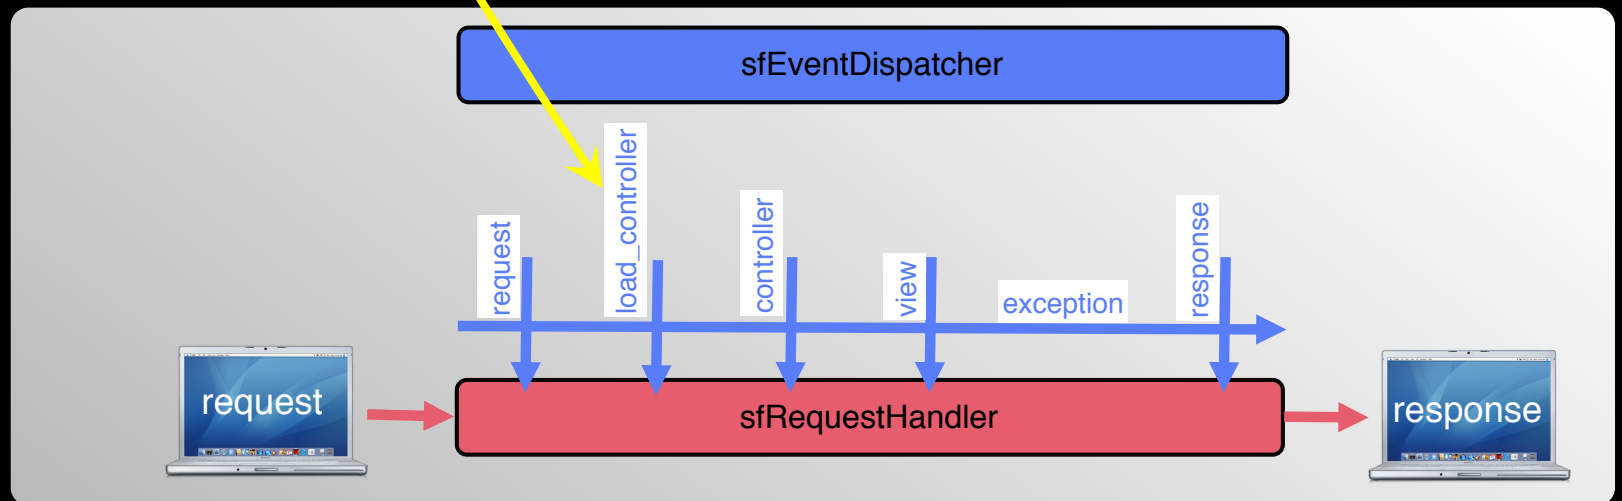 sfEventDispatcher
request
load_controller
controller
view
exception
response
request
sfRequestHandler
response